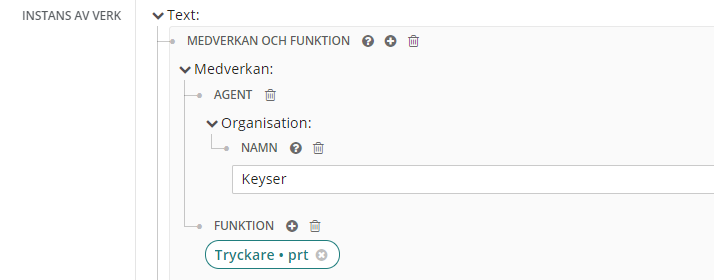 INSTANS AV VERK
Text:
MEDVERKAN OCH FUNKTION
Medverkan:
AGENT
Organisation:
NAMN
Keyser
FUNKTION
Tryckare • prt